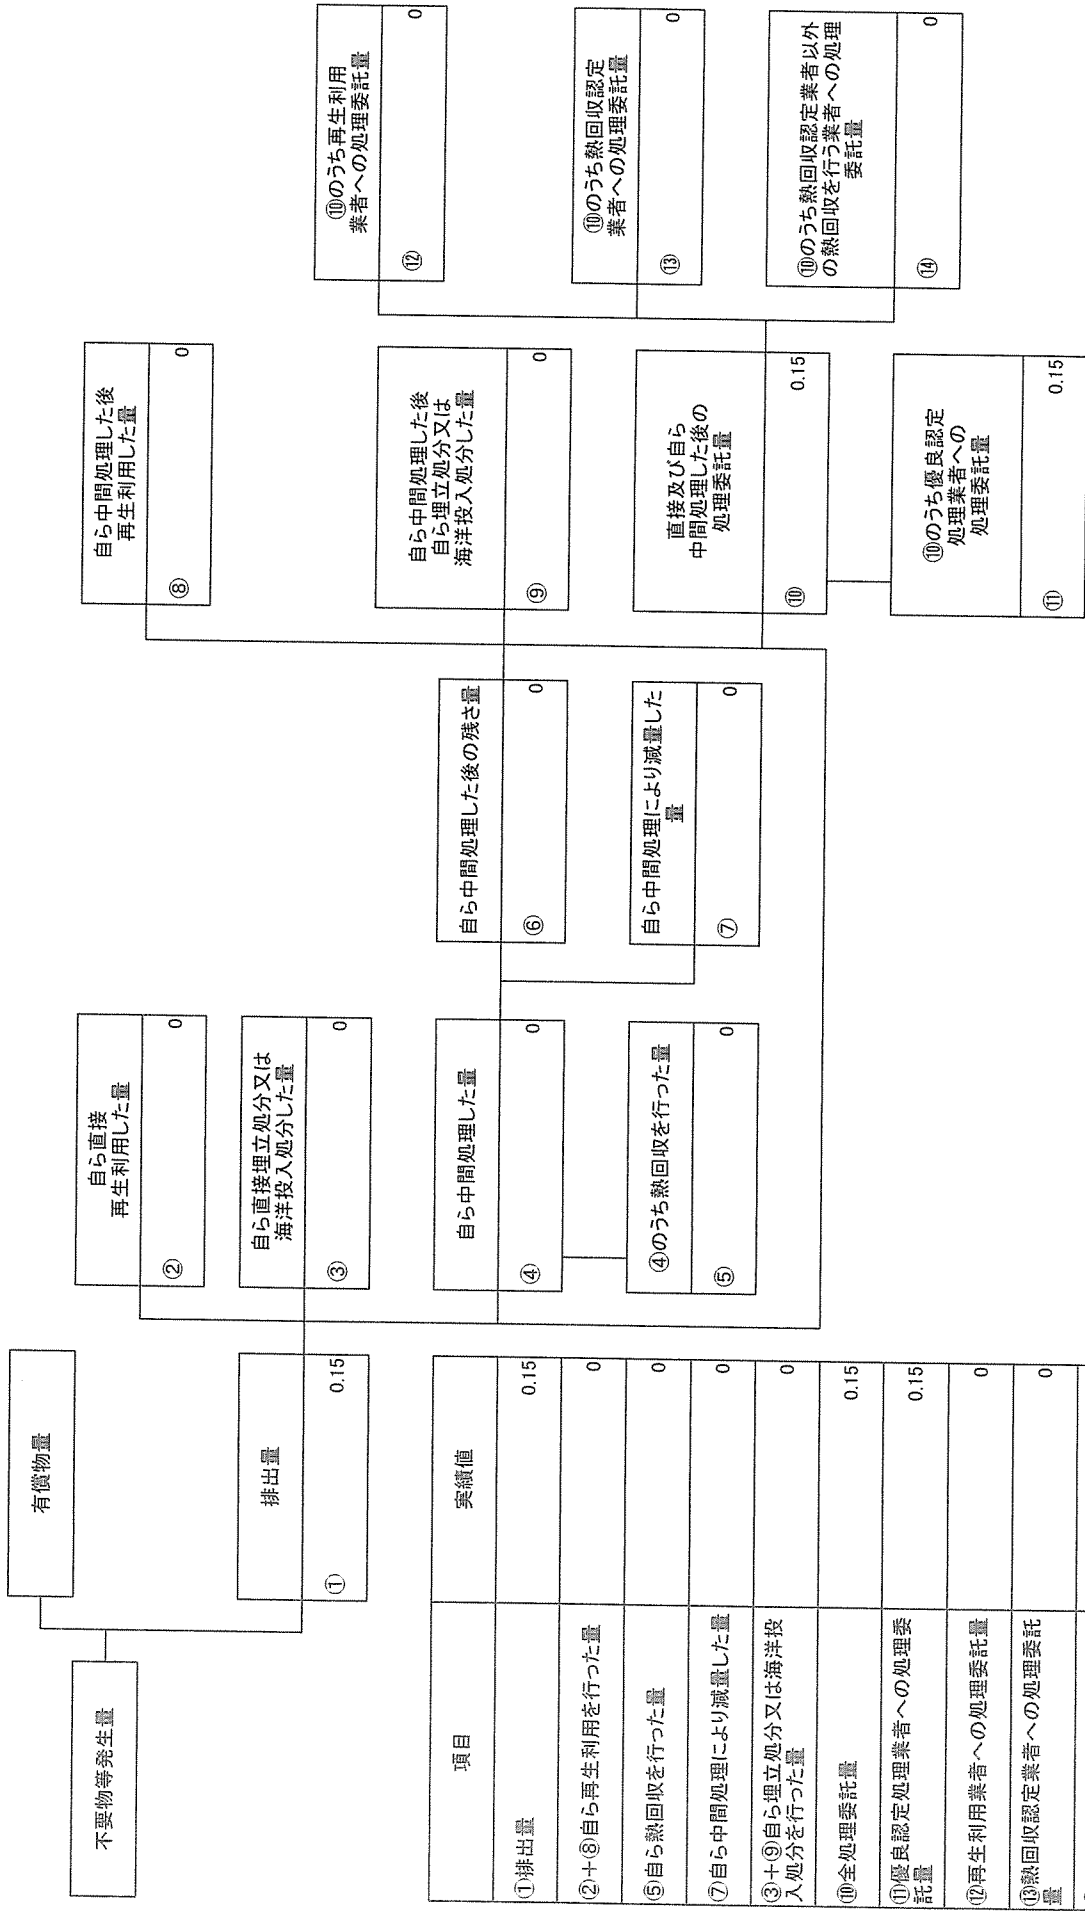 不要物等発生量
有償物量
排出量
① 0.15
自ら直接
再生利用した量
② 0
自ら直接埋立処分又は
海洋投入処分した量
③ 0
自ら中間処理した量
④ 0
④のうち熱回収を行った量
⑤ 0
自ら中間処理した後の残さ量
⑥ 0
自ら中間処理により減量した
量
⑦ 0
自ら中間処理した後
再生利用した量
⑧ 0
自ら中間処理した後
自ら埋立処分又は
海洋投入処分した量
⑨ 0
直接及び自ら
中間処理した後の
処理委託量
⑩ 0.15
⑩のうち優良認定
処理業者への
処理委託量
⑪ 0.15
⑩のうち再生利用
業者への処理委託量
⑫ 0
⑩のうち熱回収認定
業者への処理委託量
⑬ 0
⑩のうち熱回収認定業者以外
の熱回収を行う業者への処理
委託量
⑭ 0
項目 実績値
①排出量 0.15
②+⑧自ら再生利用を行った量 0
⑤自ら熱回収を行った量 0
⑦自ら中間処理により減量した量 0
③+⑨自ら埋立処分又は海洋投
入処分を行った量 0
⑩全処理委託量 0.15
⑪優良認定処理業者への処理委
託量 0.15
⑫再生利用業者への処理委託量 0
⑬熱回収認定業者への処理委託
量 0